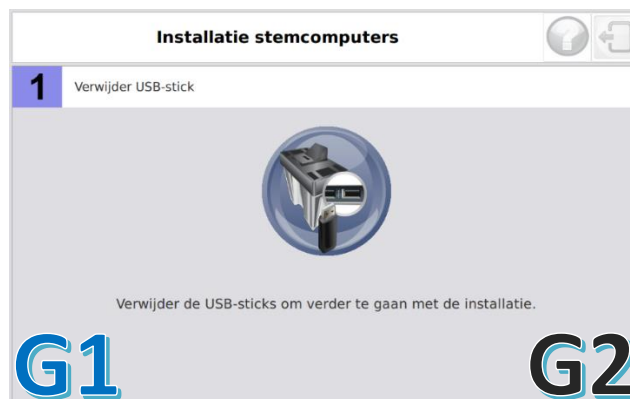 Installatie stemcomputers
?
1
Verwijder USB-stick
Verwijder de USB-sticks om verder te gaan met de installatie.
G1
G2